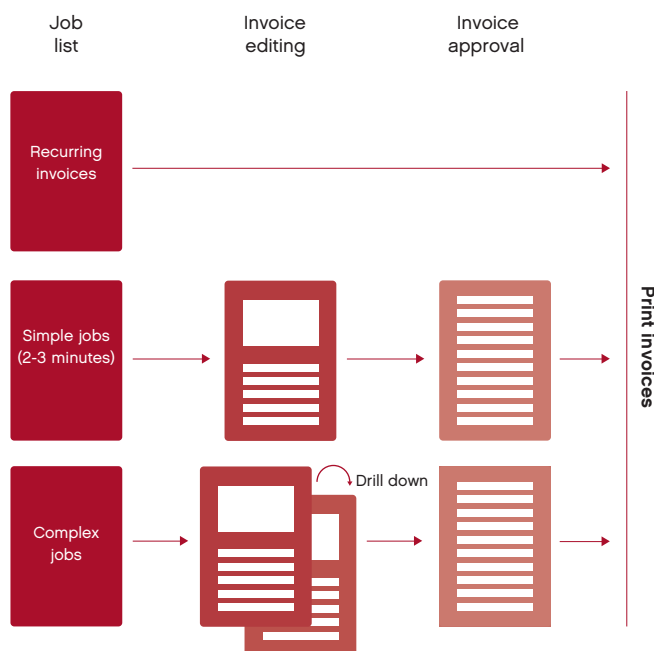 Job
list
Invoice
editing
Invoice
approval
Recurring
invoices
Simple jobs
(2-3 minutes)
Drill down
Complex
jobs
Print invoices